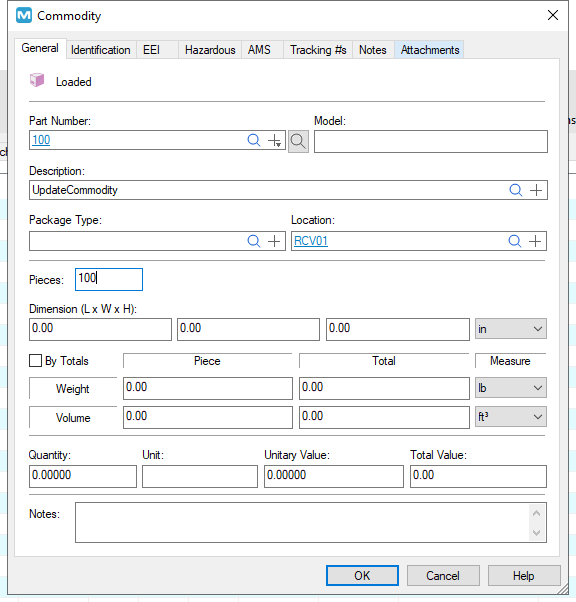 Commodity
General Identification EEI Hazardous AMS Tracking #s Notes Attachments
Loaded
Part Number: Model:
100
Description:
UpdateCommodity
Package Type: Location:
RCV01
Pieces: 100
Dimension (L x W x H):
0.00 0.00 0.00 in
By Totals Piece Total Measure
Weight 0.00 0.00 lb
Volume 0.00 0.00 ft³
Quantity: Unit: Unitary Value: Total Value:
0.00000 0.00000 0.00
Notes:
OK Cancel Help